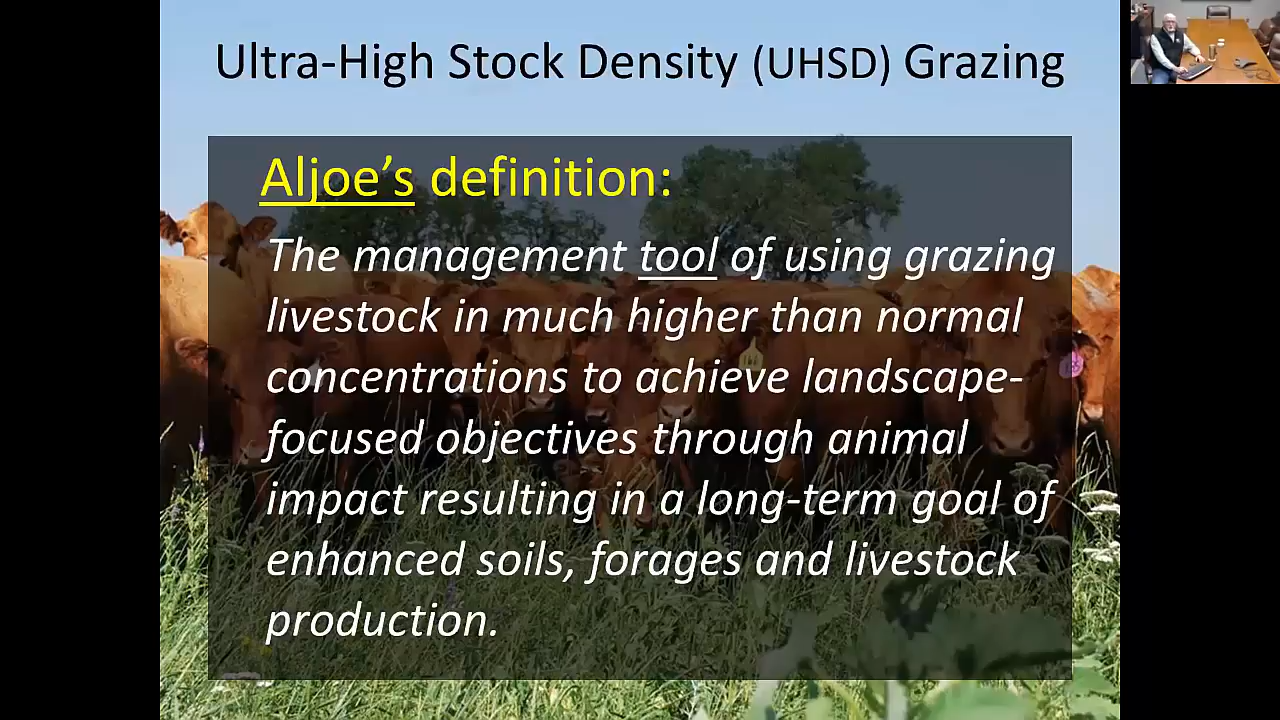 Ultra-High Stock Density (UHSD) Grazing
Aljoe's definition:
The management tool of using grazing
livestock in much higher than normal
concentrations to achieve landscape-
focused objectives through animal
impact resulting in a long-term goal of
enhanced soils, forages and livestock
production.